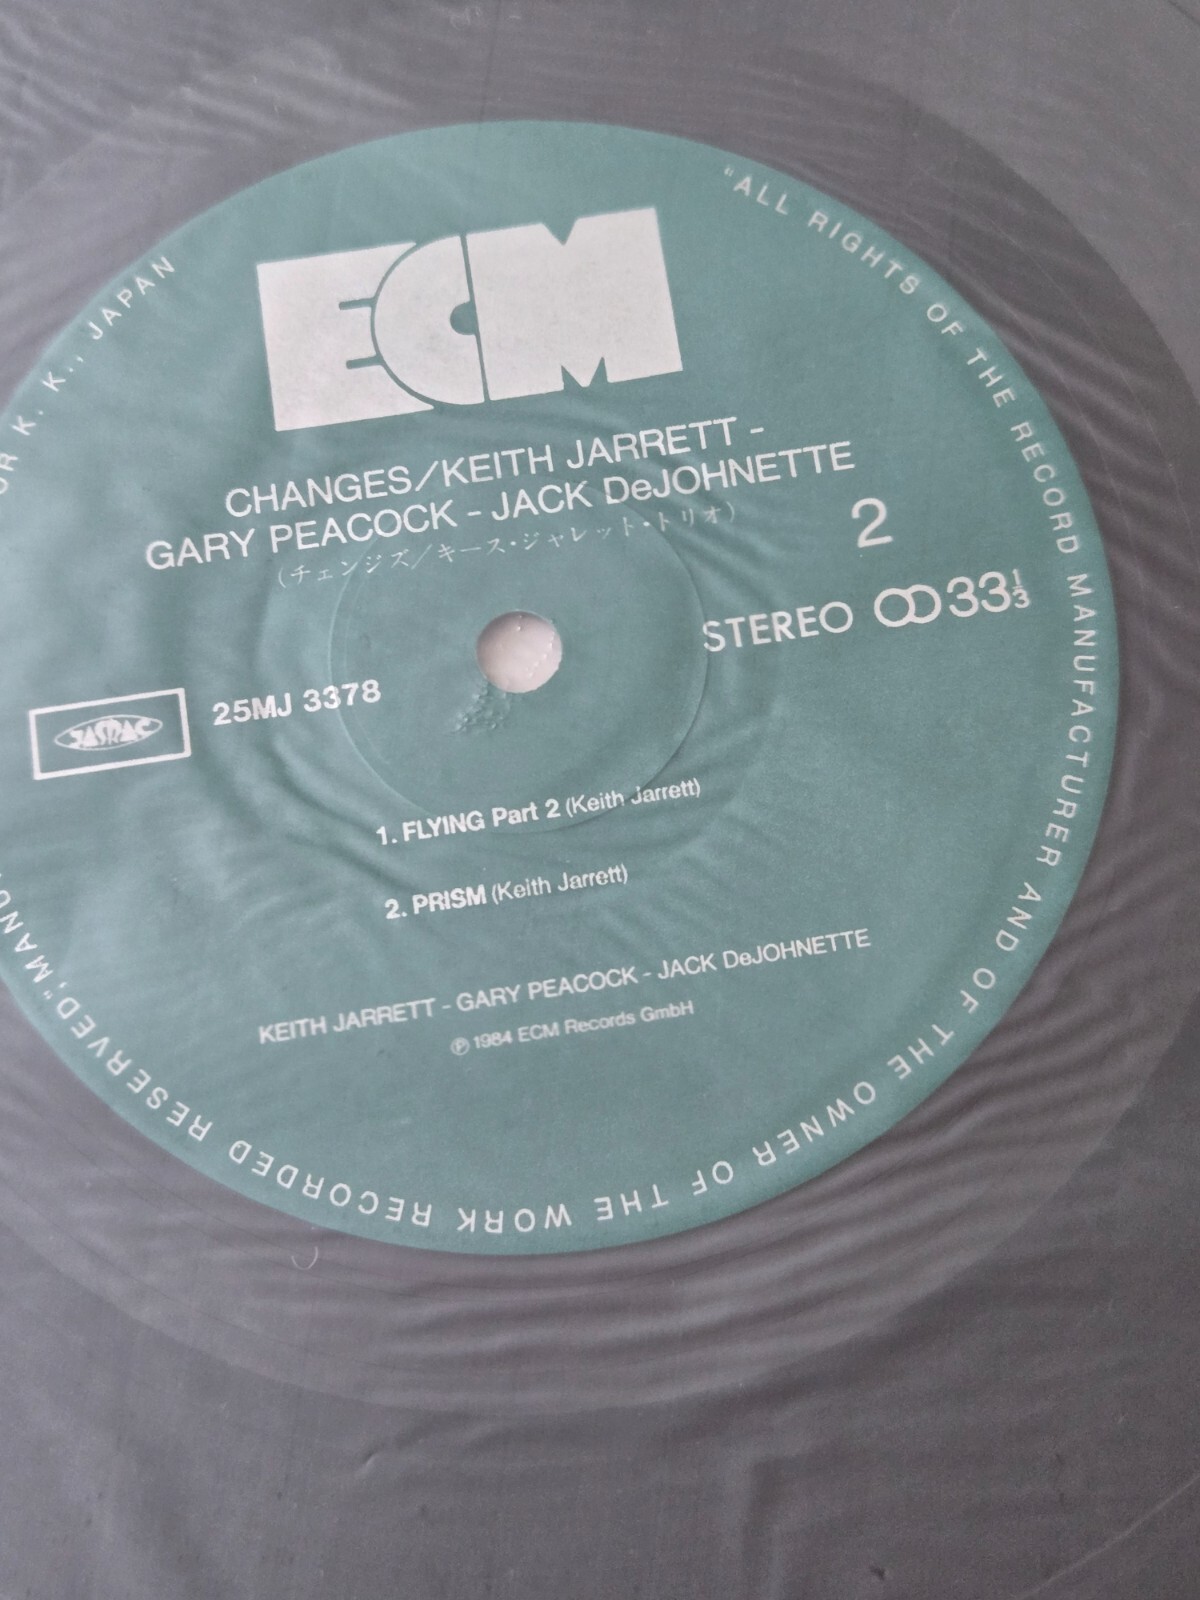 ECM
CHANGES/KEITH JARRETT -
GARY PEACOCK - JACK DeJOHNETTE
(チェンジズ/キース・ジャレット・トリオ)
2
STEREO 33 1/3
25MJ 3378
JASRAC
1. FLYING Part 2 (Keith Jarrett)
2. PRISM (Keith Jarrett)
KEITH JARRETT - GARY PEACOCK - JACK DeJOHNETTE
Ⓟ 1984 ECM Records GmbH
"ALL RIGHTS OF THE RECORD MANUFACTURER AND OF THE OWNER OF THE WORK RECORDED RESERVED",
K. K., JAPAN